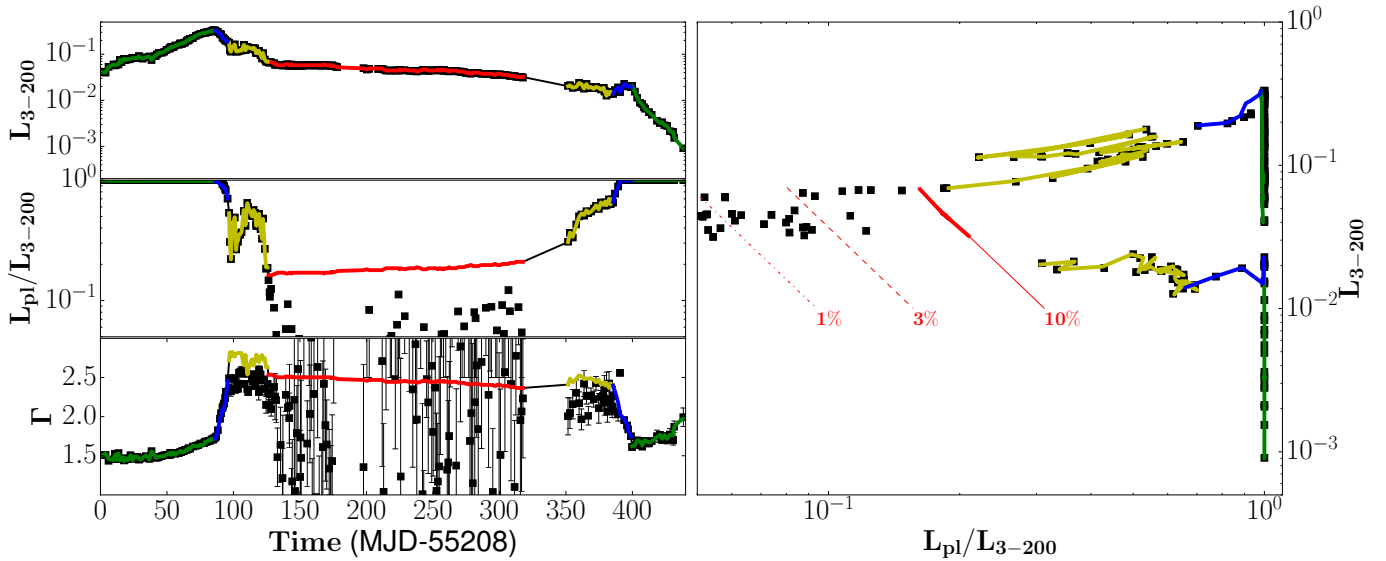 10⁻¹
10⁻²
10⁻³
L₃₋₂₀₀
10⁰
10⁻¹
L_pl/L₃₋₂₀₀
2.5
2.0
1.5
Γ
0 50 100 150 200 250 300 350 400
Time (MJD-55208)
1%
3%
10%
10⁰
10⁻¹
10⁻²
10⁻³
L₃₋₂₀₀
10⁻¹ 10⁰
L_pl/L₃₋₂₀₀